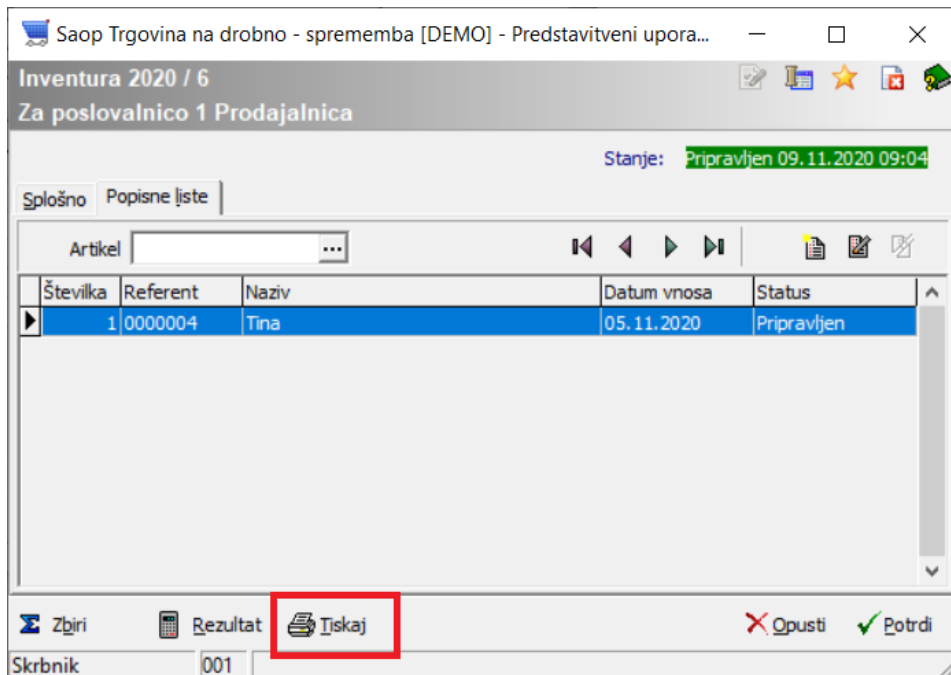 Saop Trgovina na drobno - sprememba [DEMO] - Predstavitveni upora...
Inventura 2020 / 6
Za poslovalnico 1 Prodajalnica
Stanje: Pripravljen 09.11.2020 09:04
Splošno Popisne liste
Artikel ...
Številka Referent Naziv Datum vnosa Status
1 0000004 Tina 05.11.2020 Pripravljen
Zbiri Rezultat Tiskaj Opusti Potrdi
Skrbnik 001